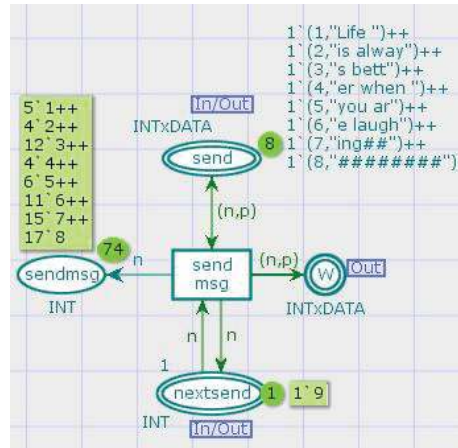 1`(1,"Life ")++
1`(2,"is alway")++
1`(3,"s bett")++
1`(4,"er when ")++
1`(5,"you ar")++
1`(6,"e laugh")++
1`(7,"ing##")++
1`(8,"########")++
In/Out
INTxDATA
send
8
5`1++
4`2++
12`3++
4`4++
6`5++
11`6++
15`7++
17`8
(n,p)
74
sendmsg
n
INT
send
msg
(n,p)
W
Out
INTxDATA
n
n
1
nextsend
1
1`9
INT
In/Out